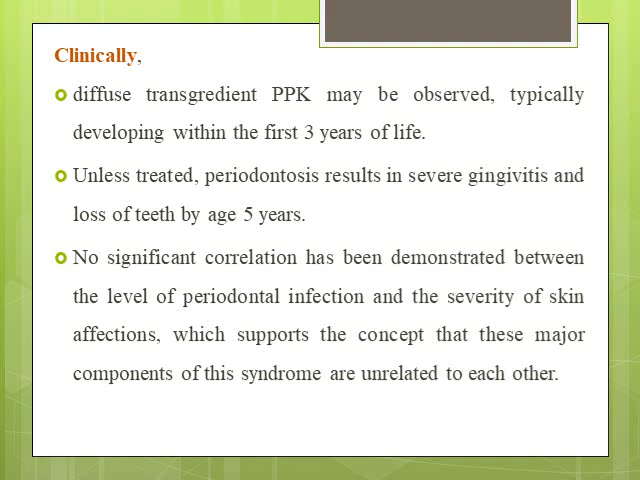 Clinically,
diffuse transgredient PPK may be observed, typically
developing within the first 3 years of life.
Unless treated, periodontosis results in severe gingivitis and
loss of teeth by age 5 years.
No significant correlation has been demonstrated between
the level of periodontal infection and the severity of skin
affections, which supports the concept that these major
components of this syndrome are unrelated to each other.